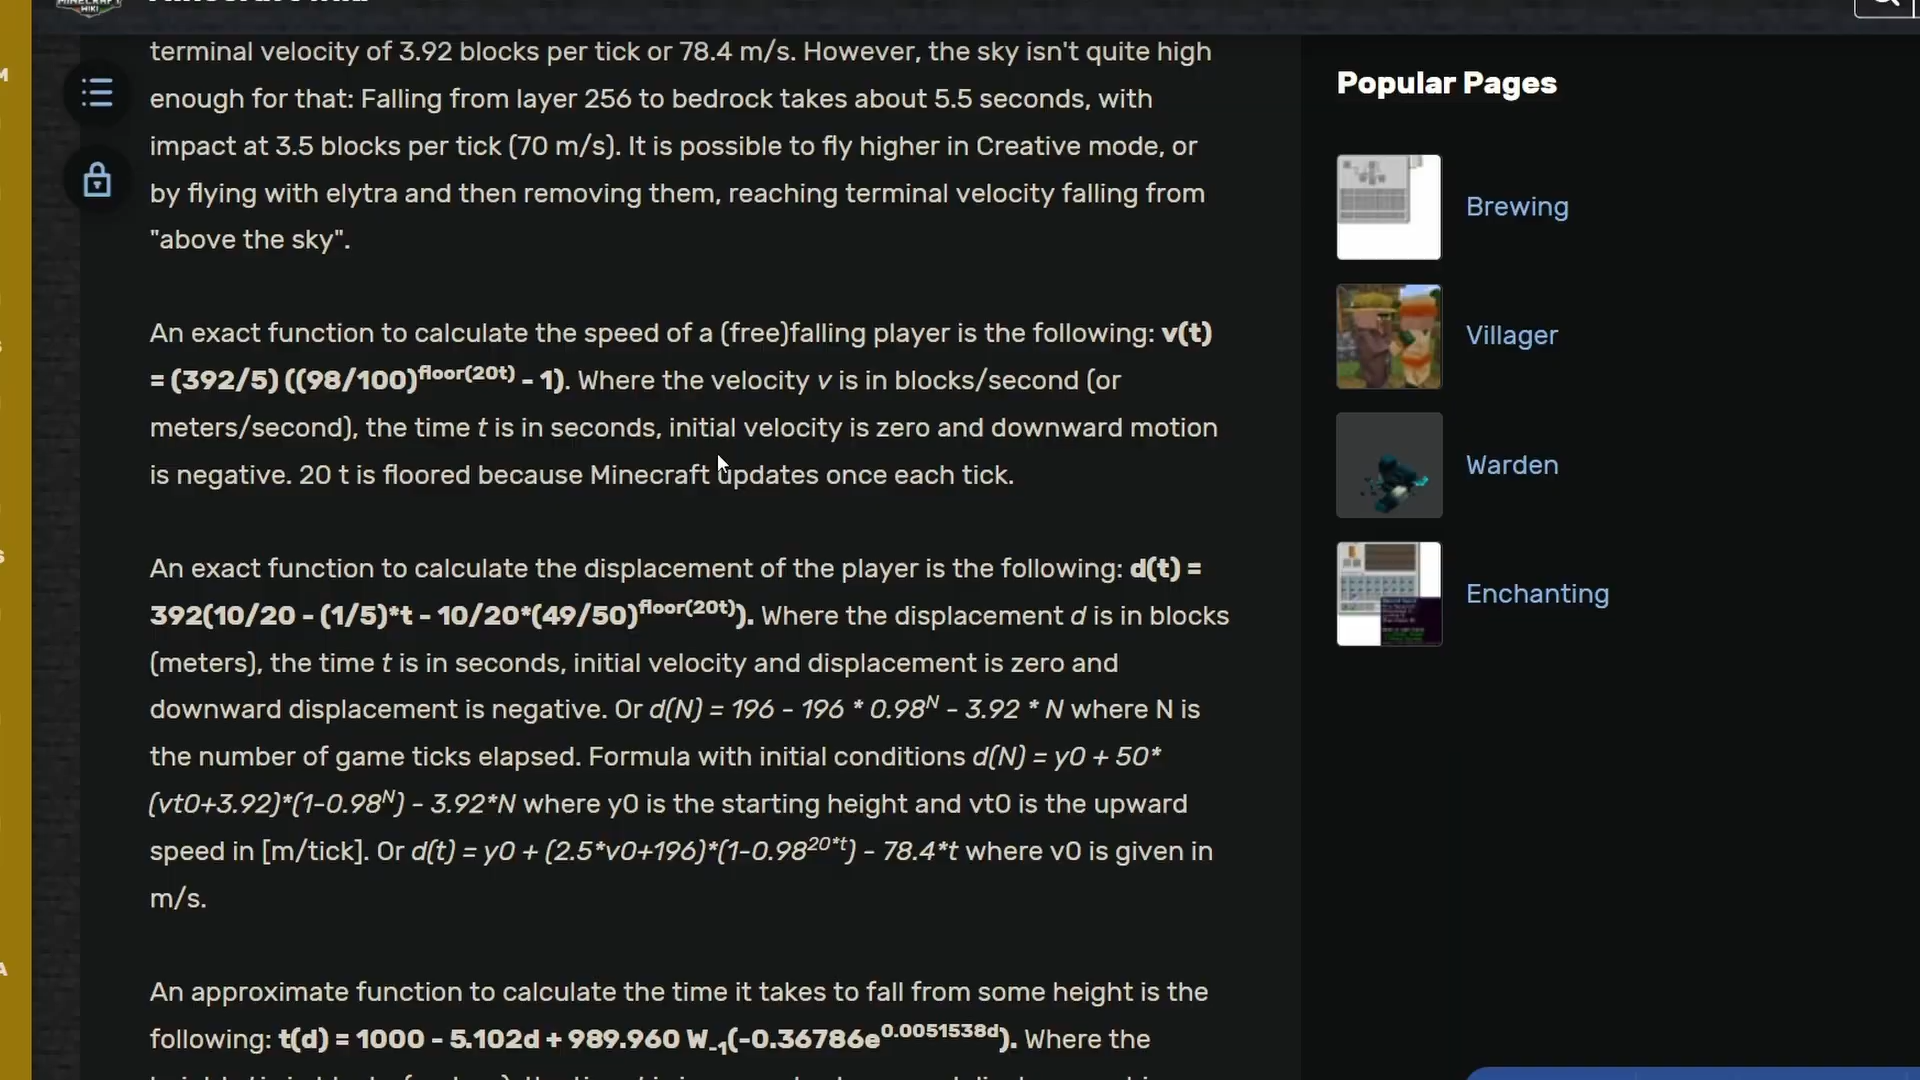 terminal velocity of 3.92 blocks per tick or 78.4 m/s. However, the sky isn't quite high
enough for that: Falling from layer 256 to bedrock takes about 5.5 seconds, with
impact at 3.5 blocks per tick (70 m/s). It is possible to fly higher in Creative mode, or
by flying with elytra and then removing them, reaching terminal velocity falling from
"above the sky".
An exact function to calculate the speed of a (free)falling player is the following: v(t)
= (392/5) ((98/100)^floor(20t) - 1). Where the velocity v is in blocks/second (or
meters/second), the time t is in seconds, initial velocity is zero and downward motion
is negative. 20 t is floored because Minecraft updates once each tick.
An exact function to calculate the displacement of the player is the following: d(t) =
392(10/20 - (1/5)*t - 10/20*(49/50)^floor(20t)). Where the displacement d is in blocks
(meters), the time t is in seconds, initial velocity and displacement is zero and
downward displacement is negative. Or d(N) = 196 - 196 * 0.98^N - 3.92 * N where N is
the number of game ticks elapsed. Formula with initial conditions d(N) = y0 + 50*
(vt0+3.92)*(1-0.98^N) - 3.92*N where y0 is the starting height and vt0 is the upward
speed in [m/tick]. Or d(t) = y0 + (2.5*v0+196)*(1-0.98^20*t) - 78.4*t where v0 is given in
m/s.
An approximate function to calculate the time it takes to fall from some height is the
following: t(d) = 1000 - 5.102d + 989.960 W_-1(-0.36786e^0.0051538d). Where the
Popular Pages
Brewing
Villager
Warden
Enchanting